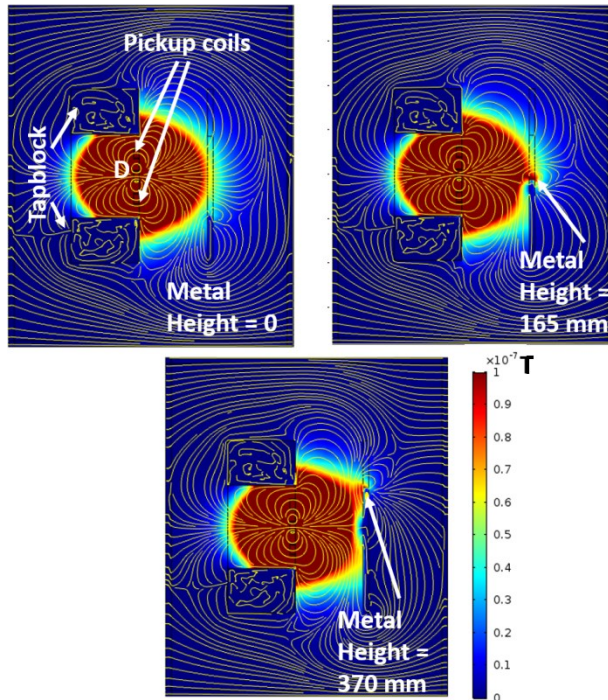 Pickup coils
D
Tapblock
Metal
Height = 0
Metal
Height =
165 mm
×10⁻⁷ T
1
0.9
0.8
0.7
0.6
0.5
0.4
0.3
0.2
0.1
0
Metal
Height =
370 mm